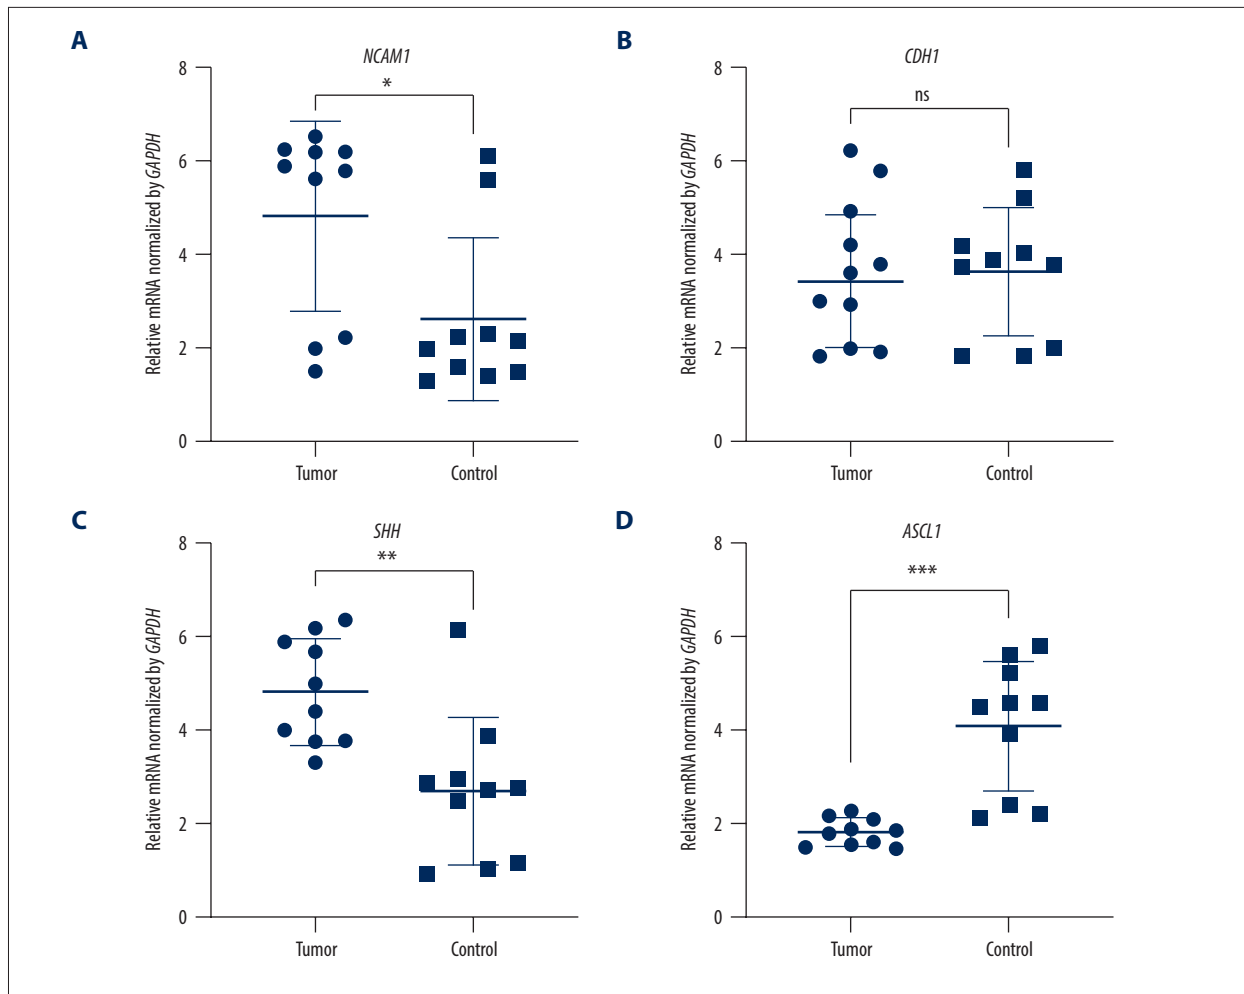 A
NCAM1
*
Relative mRNA normalized by GAPDH
8
6
4
2
0
Tumor Control
B
CDH1
ns
Relative mRNA normalized by GAPDH
8
6
4
2
0
Tumor Control
C
SHH
**
Relative mRNA normalized by GAPDH
8
6
4
2
0
Tumor Control
D
ASCL1
***
Relative mRNA normalized by GAPDH
8
6
4
2
0
Tumor Control